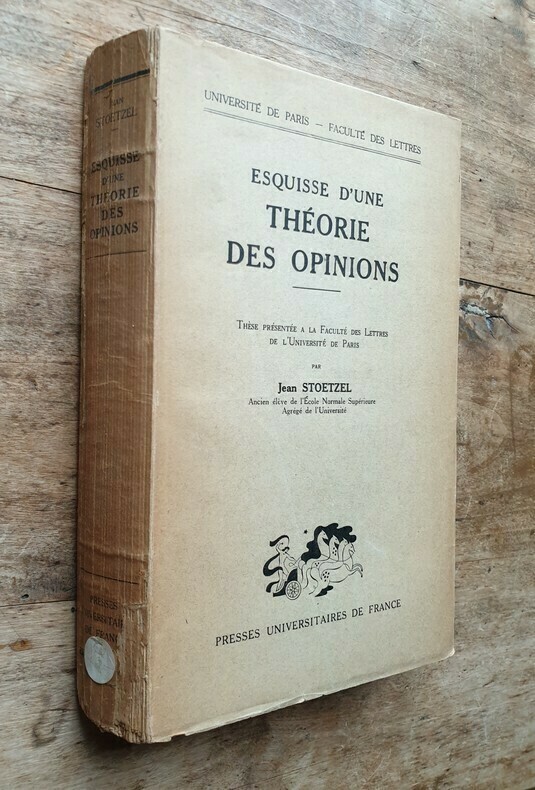 JEAN
STOETZEL
ESQUISSE
D'UNE
THÉORIE
DES
OPINIONS
PRESSES
UNIVERSITAI
FRAN
UNIVERSITÉ DE PARIS — FACULTÉ DES LETTRES
ESQUISSE D'UNE
THÉORIE
DES OPINIONS
THÈSE PRÉSENTÉE A LA FACULTÉ DES LETTRES
DE L'UNIVERSITÉ DE PARIS
PAR
Jean STOETZEL
Ancien élève de l'École Normale Supérieure
Agrégé de l'Université
PRESSES UNIVERSITAIRES DE FRANCE